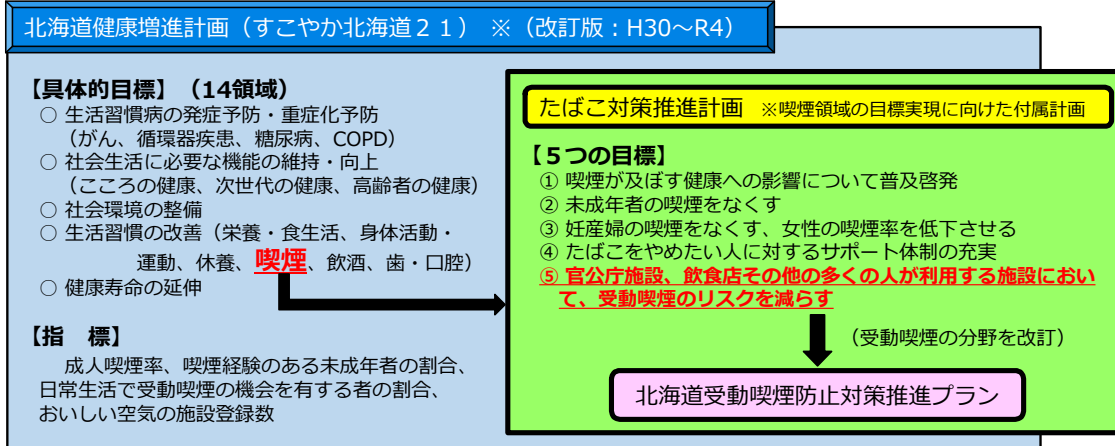 北海道健康増進計画（すこやか北海道２１） ※（改訂版：H30～R4）
【具体的目標】（14領域）
○ 生活習慣病の発症予防・重症化予防
（がん、循環器疾患、糖尿病、COPD）
○ 社会生活に必要な機能の維持・向上
（こころの健康、次世代の健康、高齢者の健康）
○ 社会環境の整備
○ 生活習慣の改善（栄養・食生活、身体活動・
運動、休養、喫煙、飲酒、歯・口腔）
○ 健康寿命の延伸
【指　標】
成人喫煙率、喫煙経験のある未成年者の割合、
日常生活で受動喫煙の機会を有する者の割合、
おいしい空気の施設登録数
たばこ対策推進計画 ※喫煙領域の目標実現に向けた付属計画
【５つの目標】
① 喫煙が及ぼす健康への影響について普及啓発
② 未成年者の喫煙をなくす
③ 妊産婦の喫煙をなくす、女性の喫煙率を低下させる
④ たばこをやめたい人に対するサポート体制の充実
⑤ 官公庁施設、飲食店その他の多くの人が利用する施設におい
て、受動喫煙のリスクを減らす
（受動喫煙の分野を改訂）
北海道受動喫煙防止対策推進プラン